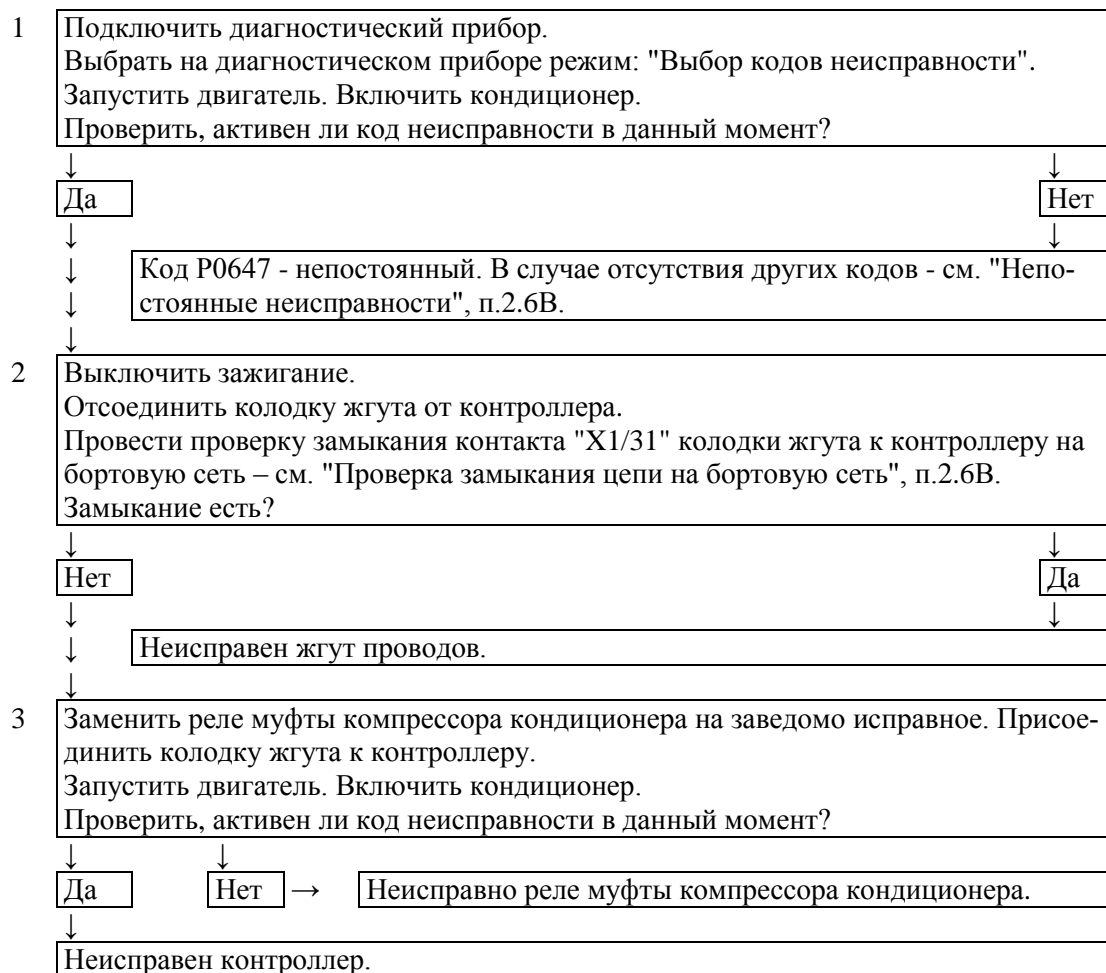 1 Подключить диагностический прибор.
Выбрать на диагностическом приборе режим: "Выбор кодов неисправности".
Запустить двигатель. Включить кондиционер.
Проверить, активен ли код неисправности в данный момент?
↓ ↓
Да Нет
↓ ↓
↓ Код Р0647 - непостоянный. В случае отсутствия других кодов - см. "Непо-
↓ стоянные неисправности", п.2.6В.
↓
2 Выключить зажигание.
Отсоединить колодку жгута от контроллера.
Провести проверку замыкания контакта "Х1/31" колодки жгута к контроллеру на
бортовую сеть – см. "Проверка замыкания цепи на бортовую сеть", п.2.6В.
Замыкание есть?
↓ ↓
Нет Да
↓ ↓
↓ Неисправен жгут проводов.
↓
3 Заменить реле муфты компрессора кондиционера на заведомо исправное. Присое-
динить колодку жгута к контроллеру.
Запустить двигатель. Включить кондиционер.
Проверить, активен ли код неисправности в данный момент?
↓ ↓
Да Нет → Неисправно реле муфты компрессора кондиционера.
↓
Неисправен контроллер.